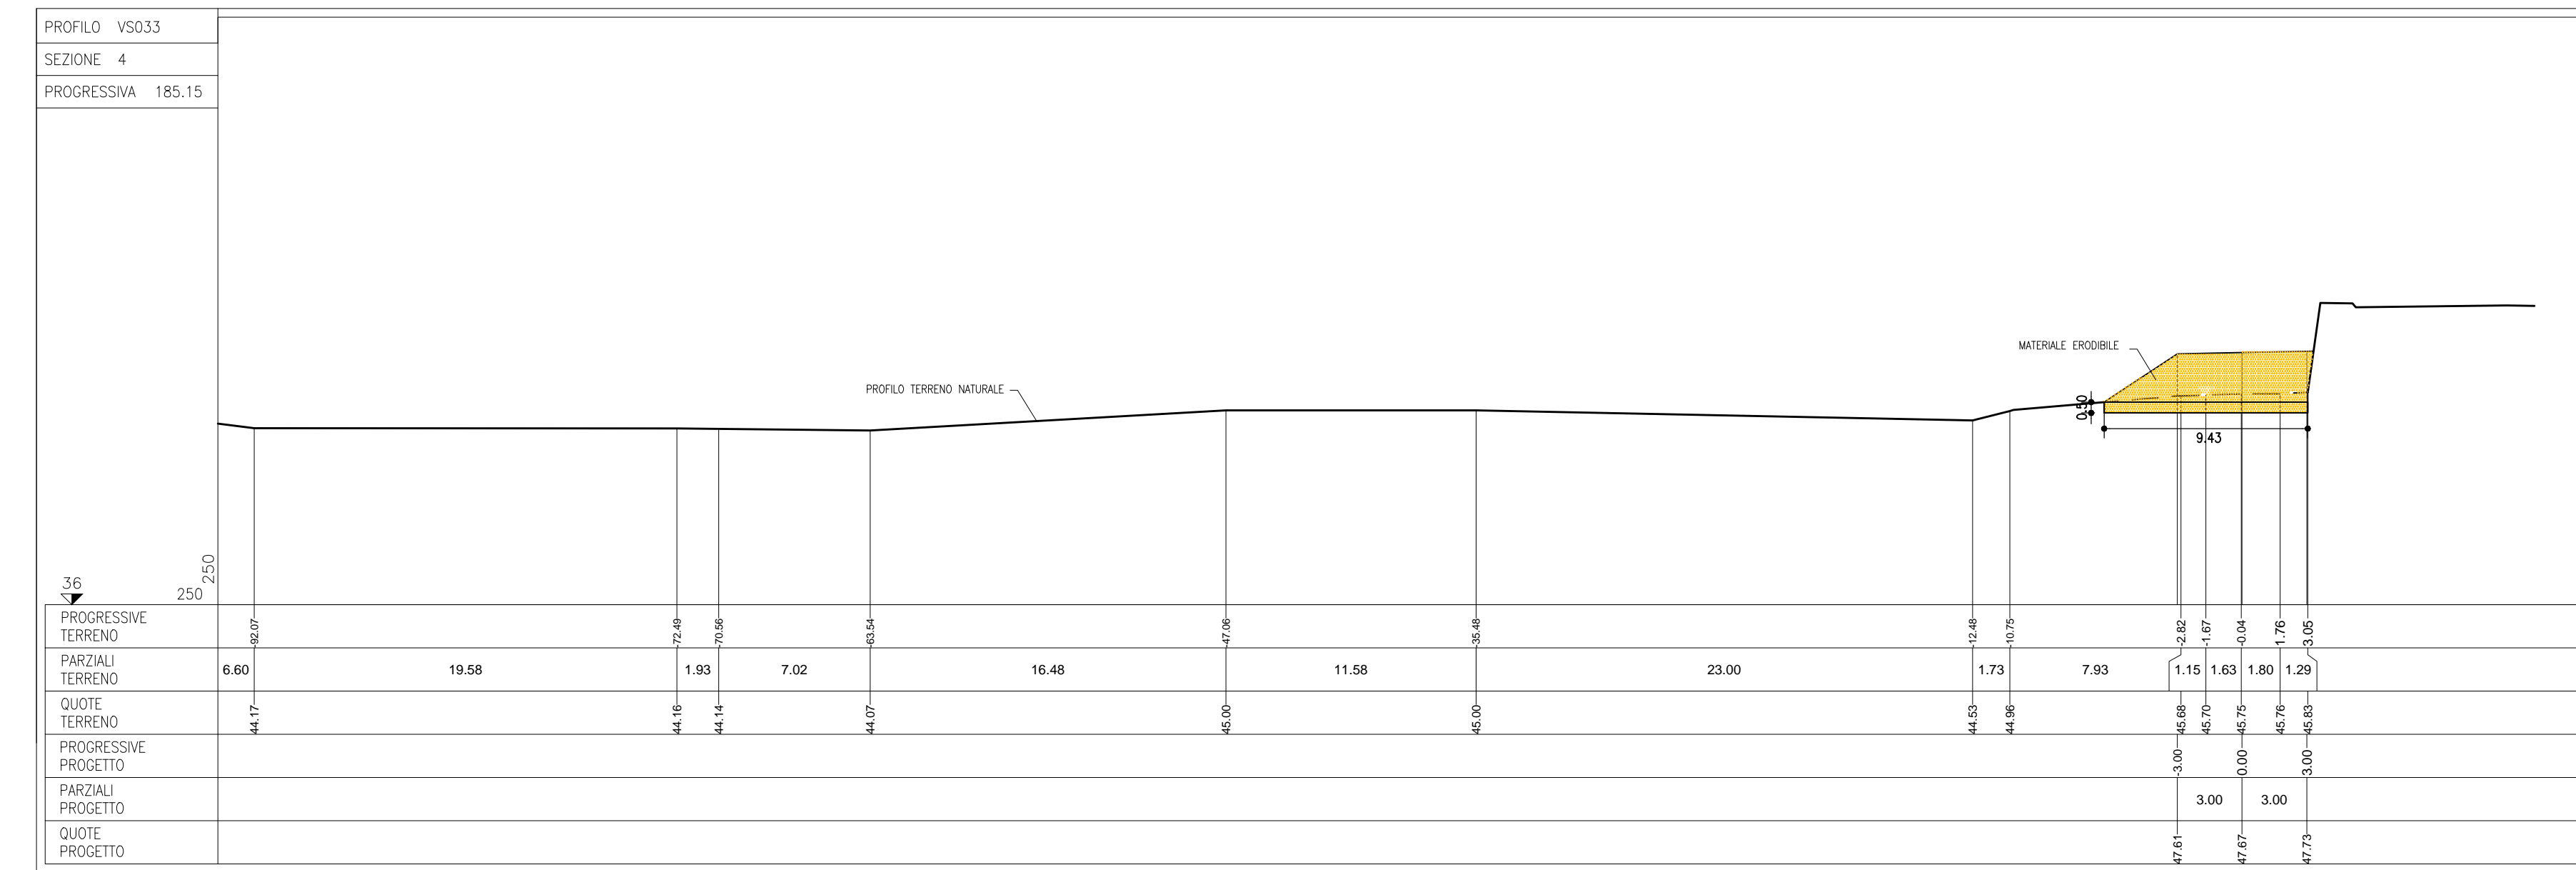 PROFILO VS033
SEZIONE 4
PROGRESSIVA 185.15
MATERIALE ERODIBILE
PROFILO TERRENO NATURALE
0.50
9.43
250
36
250
PROGRESSIVE
TERRENO
-92.07 -72.49 -70.56 -63.54 -47.06 -35.48 -12.48 -10.75 -2.82 -1.67 -0.04 1.76 3.05
PARZIALI
TERRENO
6.60 19.58 1.93 7.02 16.48 11.58 23.00 1.73 7.93 1.15 1.63 1.80 1.29
QUOTE
TERRENO
44.17 44.16 44.14 44.07 45.00 45.00 44.53 44.96 45.68 45.70 45.75 45.76 45.83
PROGRESSIVE
PROGETTO
-3.00 0.00 3.00
PARZIALI
PROGETTO
3.00 3.00
QUOTE
PROGETTO
47.61 47.67 47.73